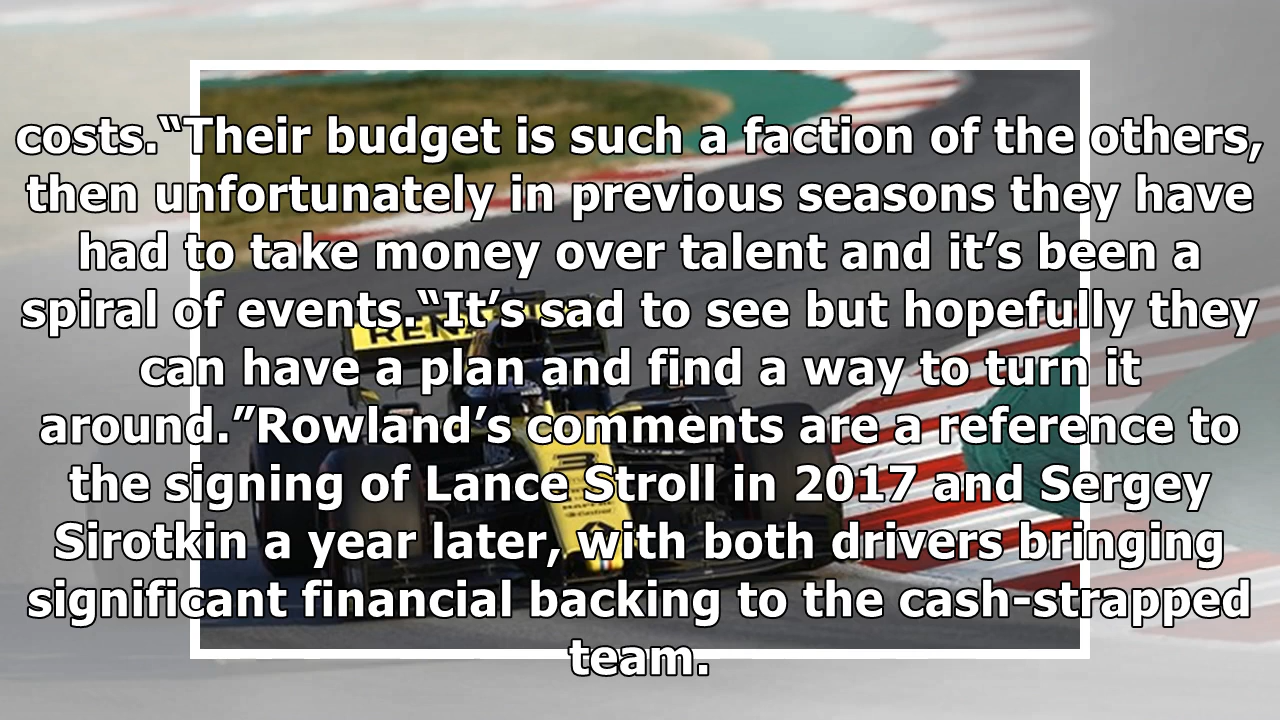 costs.“Their budget is such a faction of the others,
then unfortunately in previous seasons they have
had to take money over talent and it’s been a
spiral of events.“It’s sad to see but hopefully they
can have a plan and find a way to turn it
around.”Rowland’s comments are a reference to
the signing of Lance Stroll in 2017 and Sergey
Sirotkin a year later, with both drivers bringing
significant financial backing to the cash-strapped
team.
3